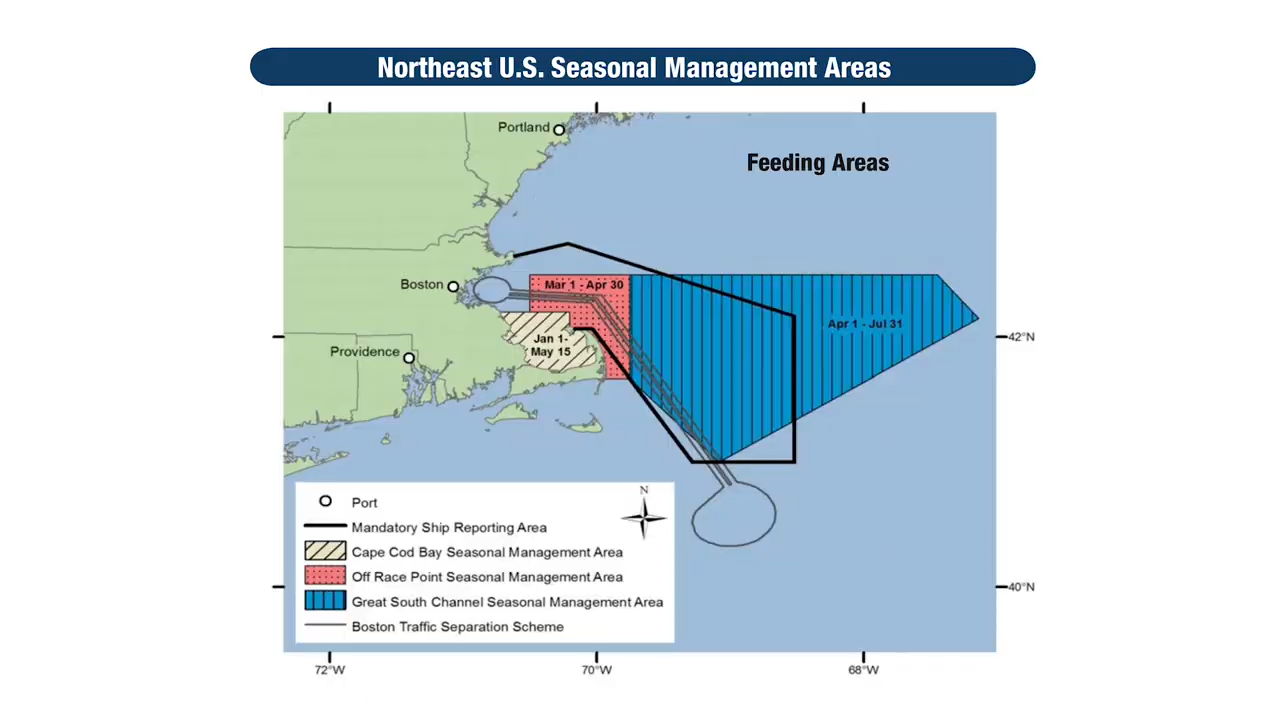 Northeast U.S. Seasonal Management Areas
Portland
Feeding Areas
Boston
Mar 1 - Apr 30
Apr 1 - Jul 31
42°N
Jan 1-
May 15
Providence
N
Port
Mandatory Ship Reporting Area
Cape Cod Bay Seasonal Management Area
Off Race Point Seasonal Management Area
Great South Channel Seasonal Management Area
Boston Traffic Separation Scheme
40°N
72°W
70°W
68°W